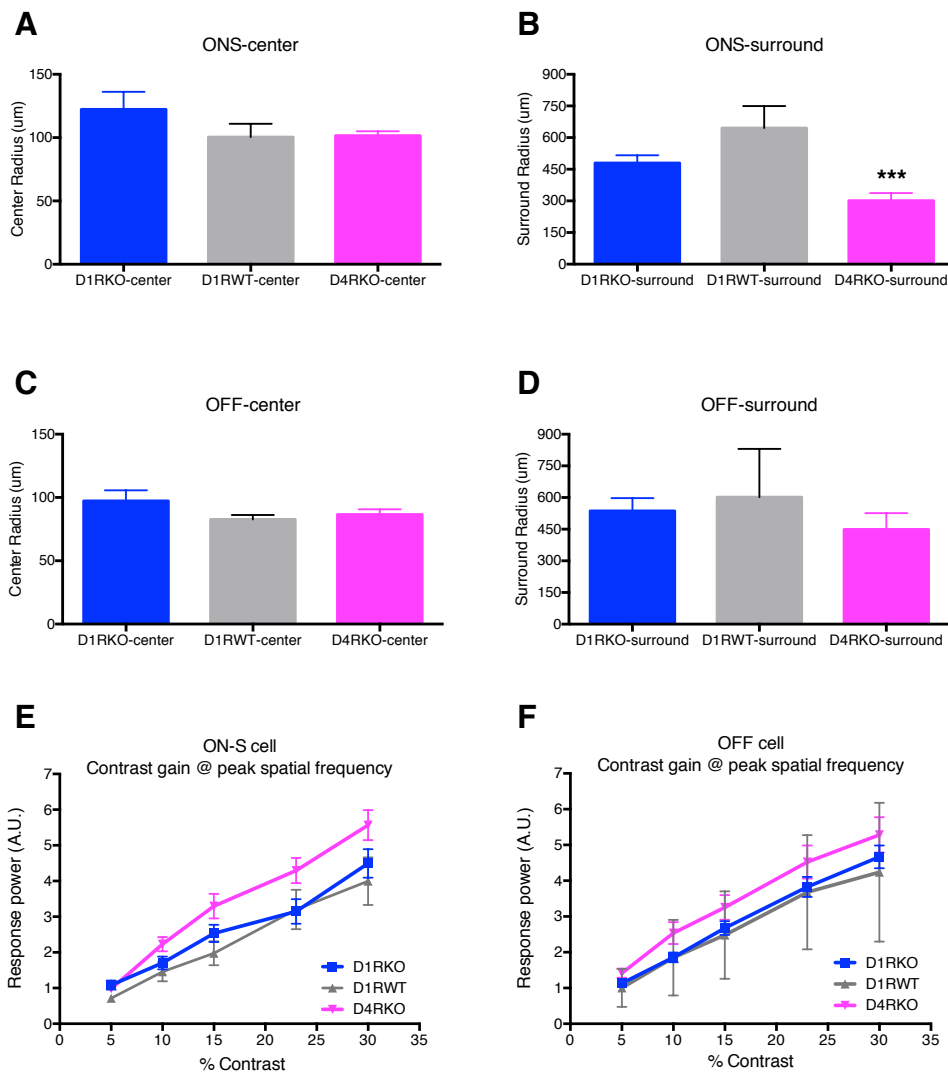 A
ONS-center
Center Radius (um)
150
100
50
0
D1RKO-center
D1RWT-center
D4RKO-center
B
ONS-surround
Surround Radius (um)
900
750
600
450
300
150
0
***
D1RKO-surround
D1RWT-surround
D4RKO-surround
C
OFF-center
Center Radius (um)
150
100
50
0
D1RKO-center
D1RWT-center
D4RKO-center
D
OFF-surround
Surround Radius (um)
900
750
600
450
300
150
0
D1RKO-surround
D1RWT-surround
D4RKO-surround
E
ON-S cell
Contrast gain @ peak spatial frequency
Response power (A.U.)
7
6
5
4
3
2
1
0
D1RKO
D1RWT
D4RKO
0 5 10 15 20 25 30 35
% Contrast
F
OFF cell
Contrast gain @ peak spatial frequency
Response power (A.U.)
7
6
5
4
3
2
1
0
D1RKO
D1RWT
D4RKO
0 5 10 15 20 25 30 35
% Contrast